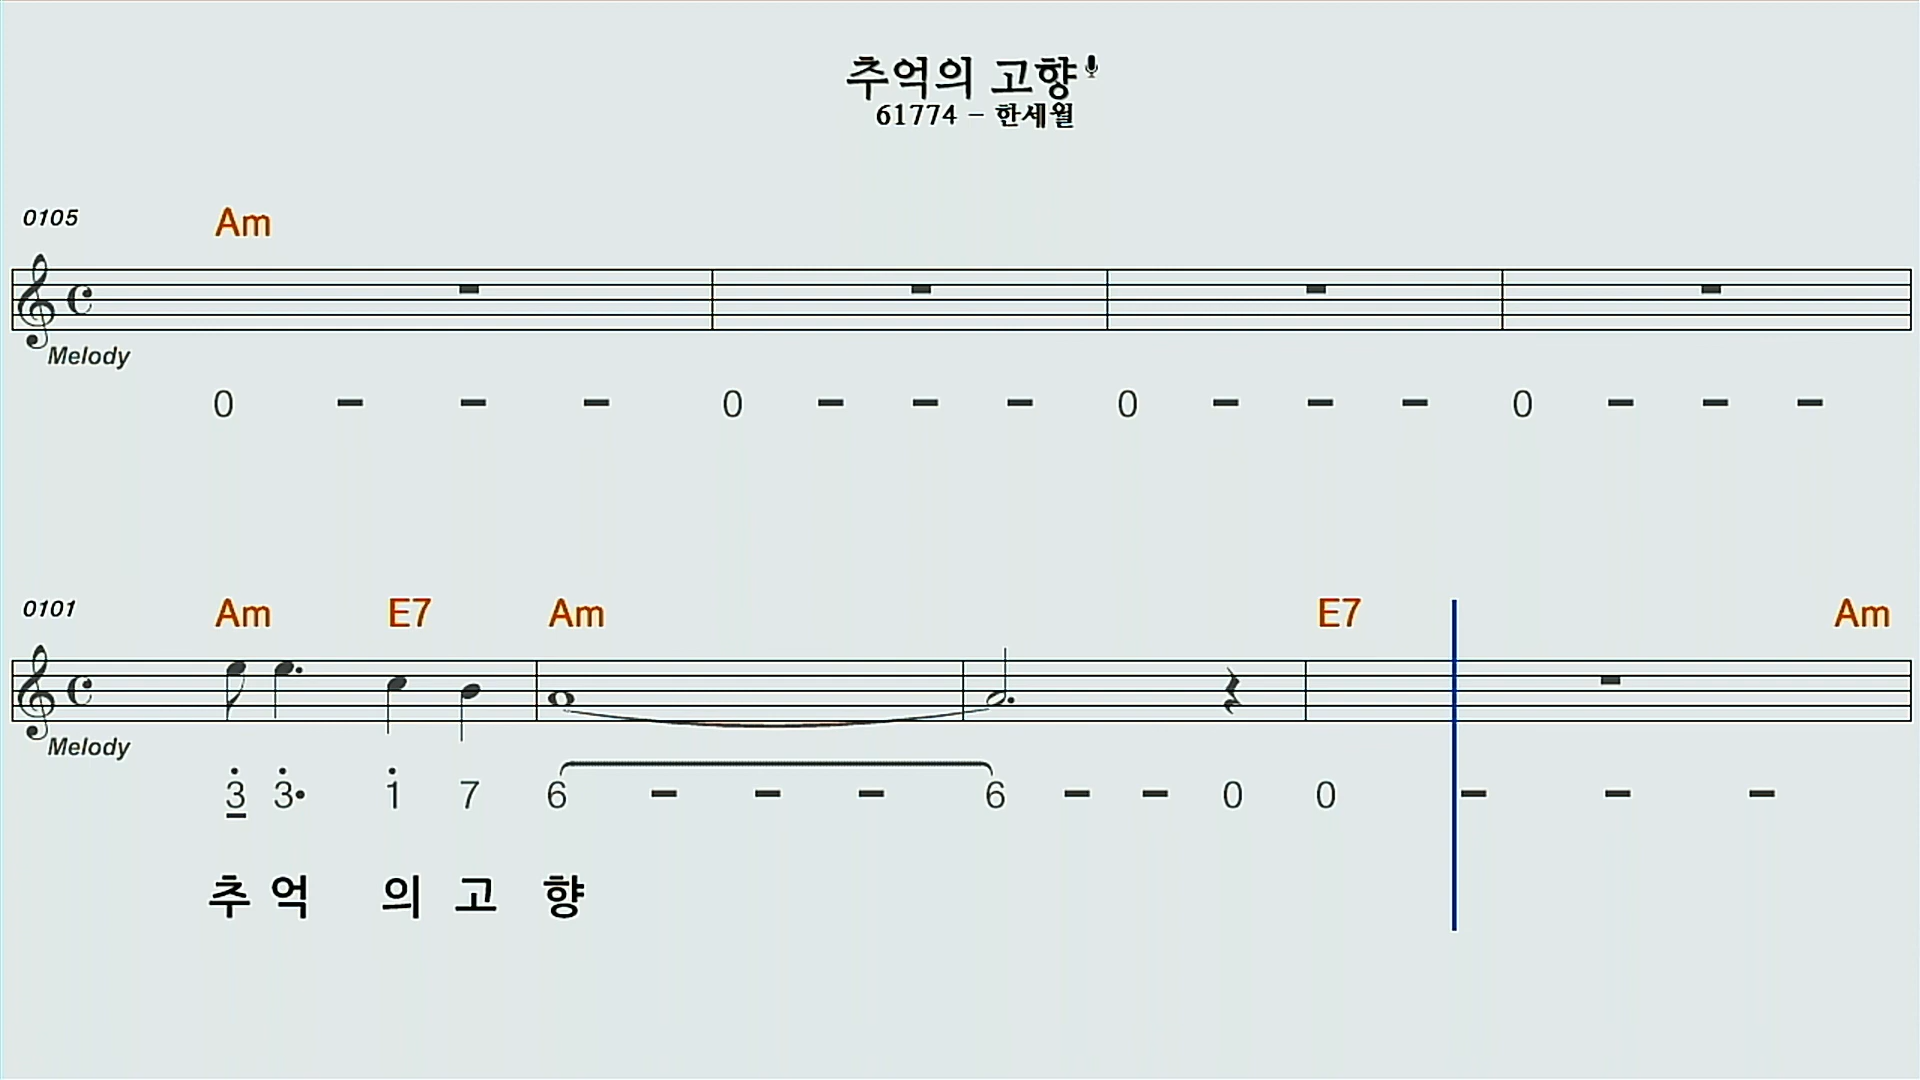 추억의 고향
61774 - 한세월
0105 Am
Melody
0 - - - 0 - - - 0 - - - 0 - - -
0101 Am E7 Am E7 Am
Melody
3 3• 1 7 6 - - - 6 - - 0 0 - - -
추 억 의 고 향